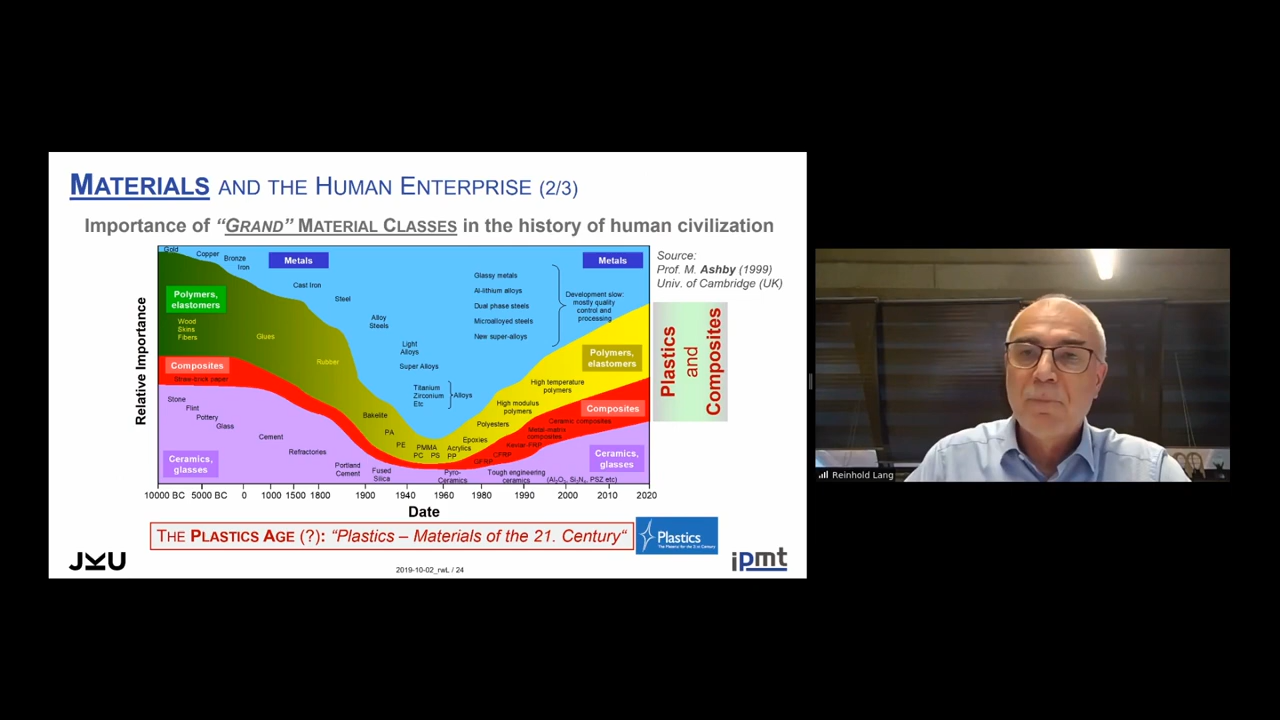 MATERIALS AND THE HUMAN ENTERPRISE (2/3)
Importance of “GRAND” MATERIAL CLASSES in the history of human civilization
Relative Importance
Gold
Copper
Bronze
Iron
Metals
Cast Iron
Steel
Alloy
Steels
Light
Alloys
Super Alloys
Titanium
Zirconium
Etc
Alloys
Glassy metals
Al-lithium alloys
Dual phase steels
Microalloyed steels
New super-alloys
Development slow:
mostly quality
control and
processing
Metals
Polymers,
elastomers
Wood
Skins
Fibers
Glues
Rubber
Bakelite
PA
PE
PMMA
PC PS
Acrylics
PP
Epoxies
Polyesters
High modulus
polymers
High temperature
polymers
Polymers,
elastomers
Composites
Straw-brick paper
GFRP
CFRP
Kevlar-FRP
Metal-matrix
composites
Ceramic composites
Composites
Stone
Flint
Pottery
Glass
Cement
Refractories
Portland
Cement
Fused
Silica
Pyro-
Ceramics
Tough engineering
ceramics
(Al₂O₃, Si₃N₄, PSZ etc)
Ceramics,
glasses
Ceramics,
glasses
10000 BC 5000 BC 0 1000 1500 1800 1900 1940 1960 1980 1990 2000 2010 2020
Date
Source:
Prof. M. Ashby (1999)
Univ. of Cambridge (UK)
Plastics
and
Composites
THE PLASTICS AGE (?): “Plastics – Materials of the 21. Century“
Plastics
JKU
2019-10-02_rwL / 24
ipmt
Reinhold Lang